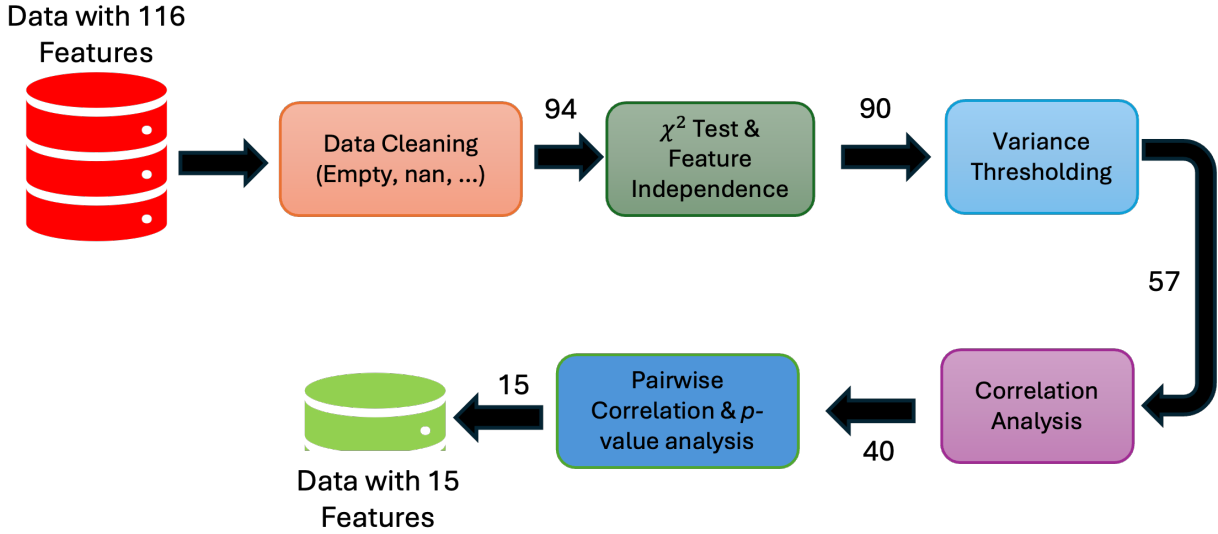 Data with 116
Features
Data Cleaning
(Empty, nan, ...)
94
χ² Test &
Feature
Independence
90
Variance
Thresholding
57
Correlation
Analysis
40
Pairwise
Correlation & p-
value analysis
15
Data with 15
Features